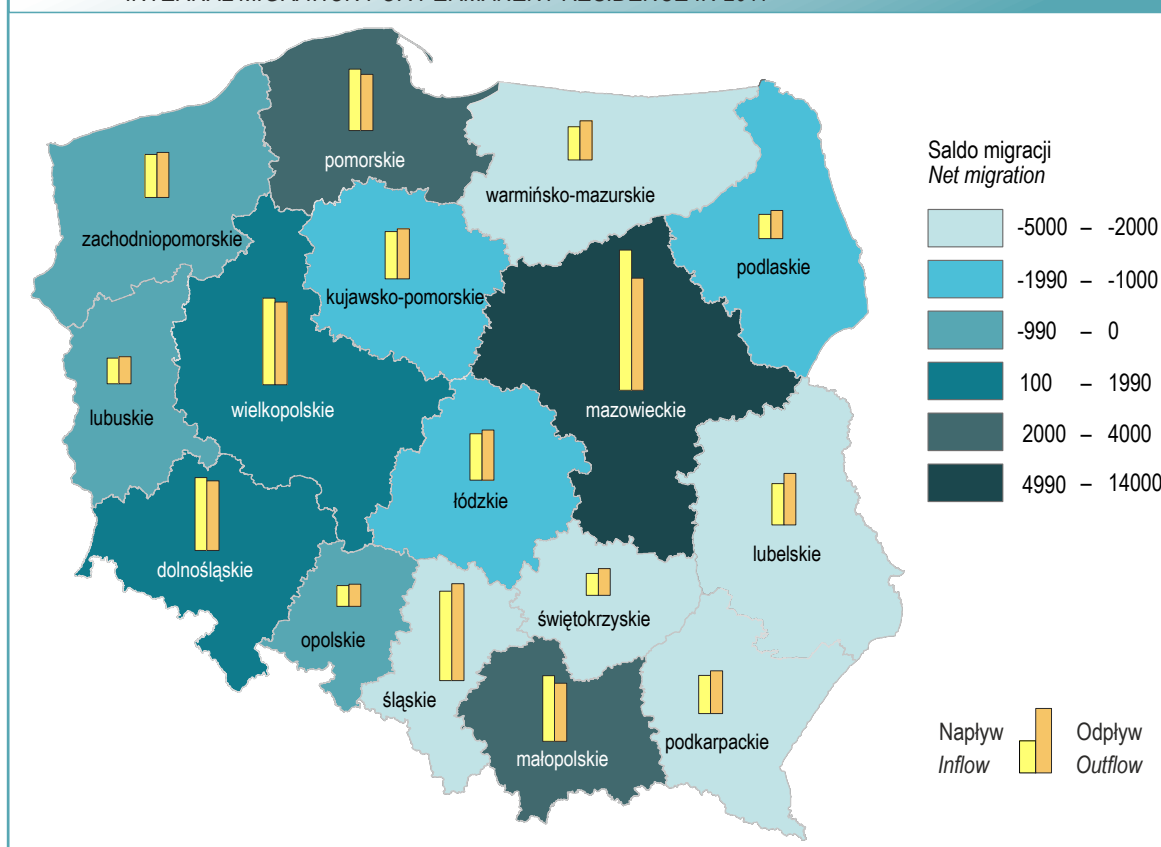 pomorskie
warmińsko-mazurskie
zachodniopomorskie
podlaskie
kujawsko-pomorskie
lubuskie
wielkopolskie
mazowieckie
łódzkie
dolnośląskie
lubelskie
opolskie
świętokrzyskie
śląskie
małopolskie
podkarpackie
Saldo migracji
Net migration
-5000 – -2000
-1990 – -1000
-990 – 0
100 – 1990
2000 – 4000
4990 – 14000
Napływ Odpływ
Inflow Outflow